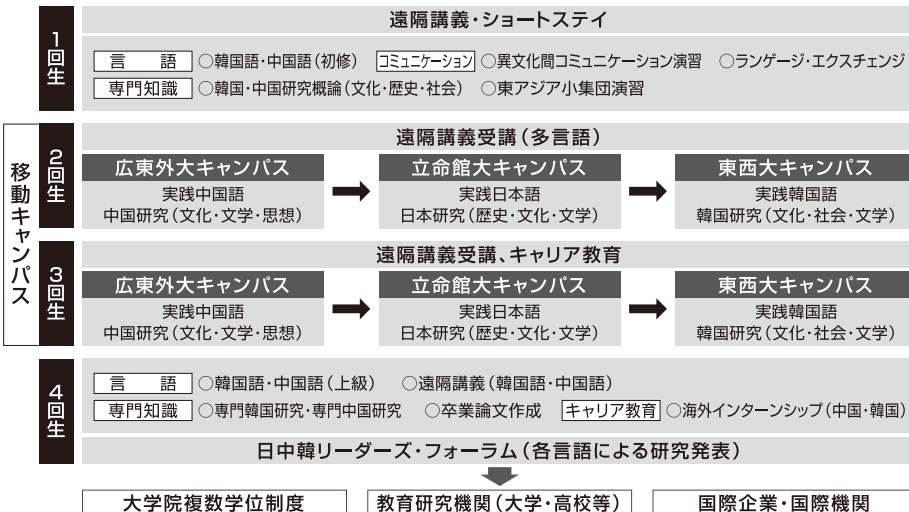 1回生
遠隔講義・ショートステイ
言　語 ○韓国語・中国語（初修） コミュニケーション ○異文化間コミュニケーション演習 ○ランゲージ・エクスチェンジ
専門知識 ○韓国・中国研究概論（文化・歴史・社会） ○東アジア小集団演習
移動キャンパス
2回生
遠隔講義受講（多言語）
広東外大キャンパス
実践中国語
中国研究（文化・文学・思想）
立命館大キャンパス
実践日本語
日本研究（歴史・文化・文学）
東西大キャンパス
実践韓国語
韓国研究（文化・社会・文学）
3回生
遠隔講義受講、キャリア教育
広東外大キャンパス
実践中国語
中国研究（文化・文学・思想）
立命館大キャンパス
実践日本語
日本研究（歴史・文化・文学）
東西大キャンパス
実践韓国語
韓国研究（文化・社会・文学）
4回生
言　語 ○韓国語・中国語（上級） ○遠隔講義（韓国語・中国語）
専門知識 ○専門韓国研究・専門中国研究 ○卒業論文作成 キャリア教育 ○海外インターンシップ（中国・韓国）
日中韓リーダーズ・フォーラム（各言語による研究発表）
大学院複数学位制度
教育研究機関（大学・高校等）
国際企業・国際機関